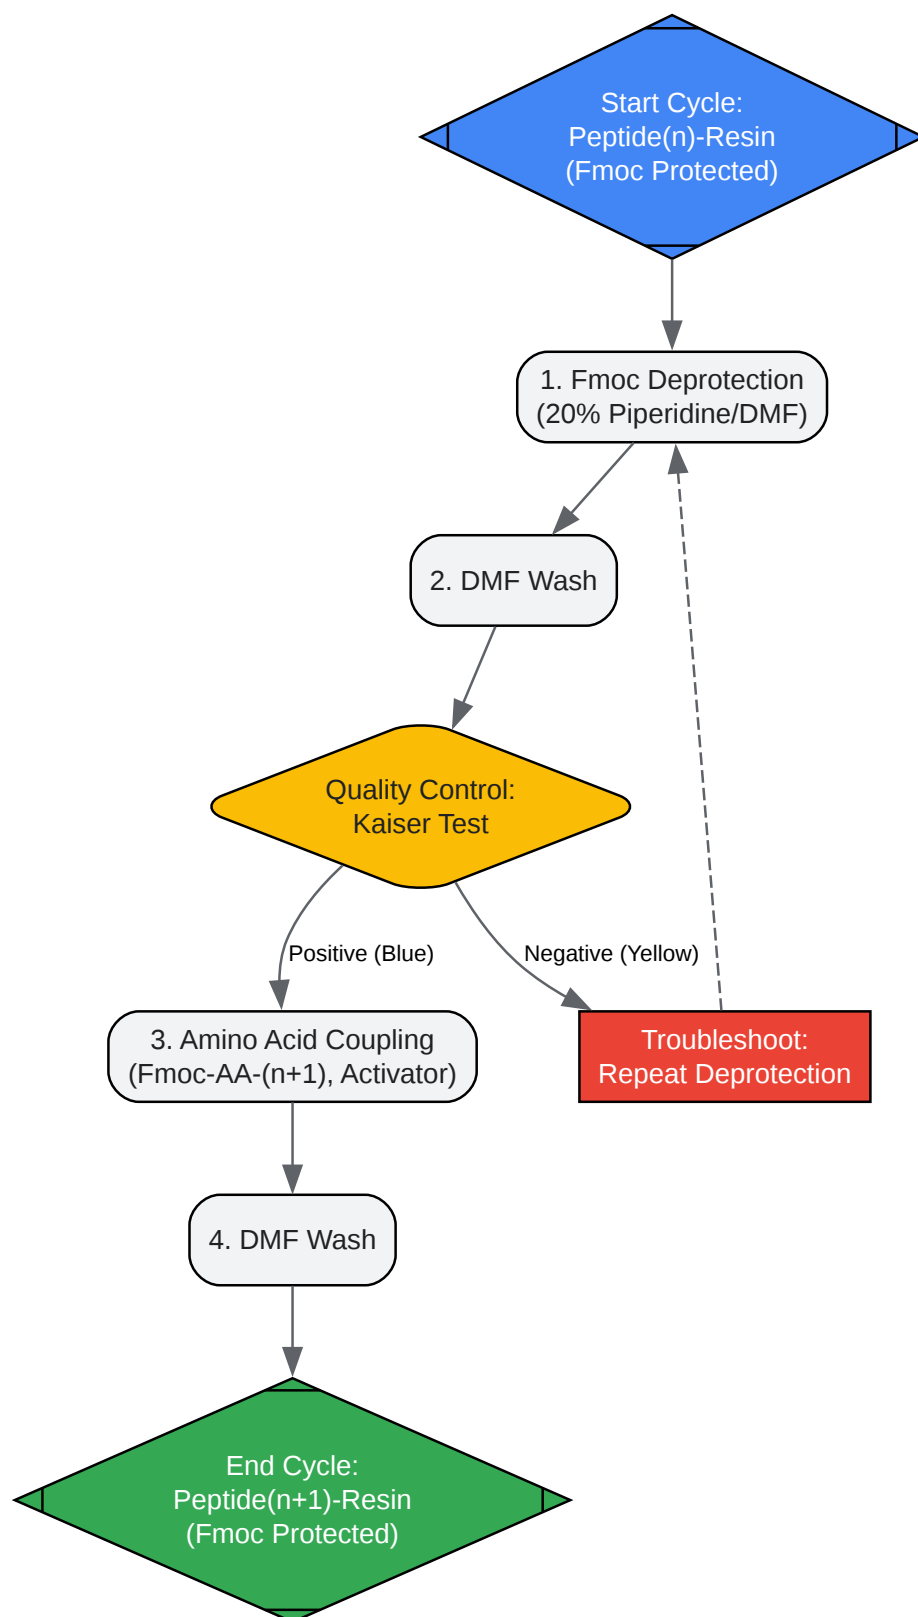 Start Cycle:
Peptide(n)-Resin
(Fmoc Protected)
1. Fmoc Deprotection
(20% Piperidine/DMF)
2. DMF Wash
Quality Control:
Kaiser Test
Positive (Blue)
Negative (Yellow)
3. Amino Acid Coupling
(Fmoc-AA-(n+1), Activator)
Troubleshoot:
Repeat Deprotection
4. DMF Wash
End Cycle:
Peptide(n+1)-Resin
(Fmoc Protected)